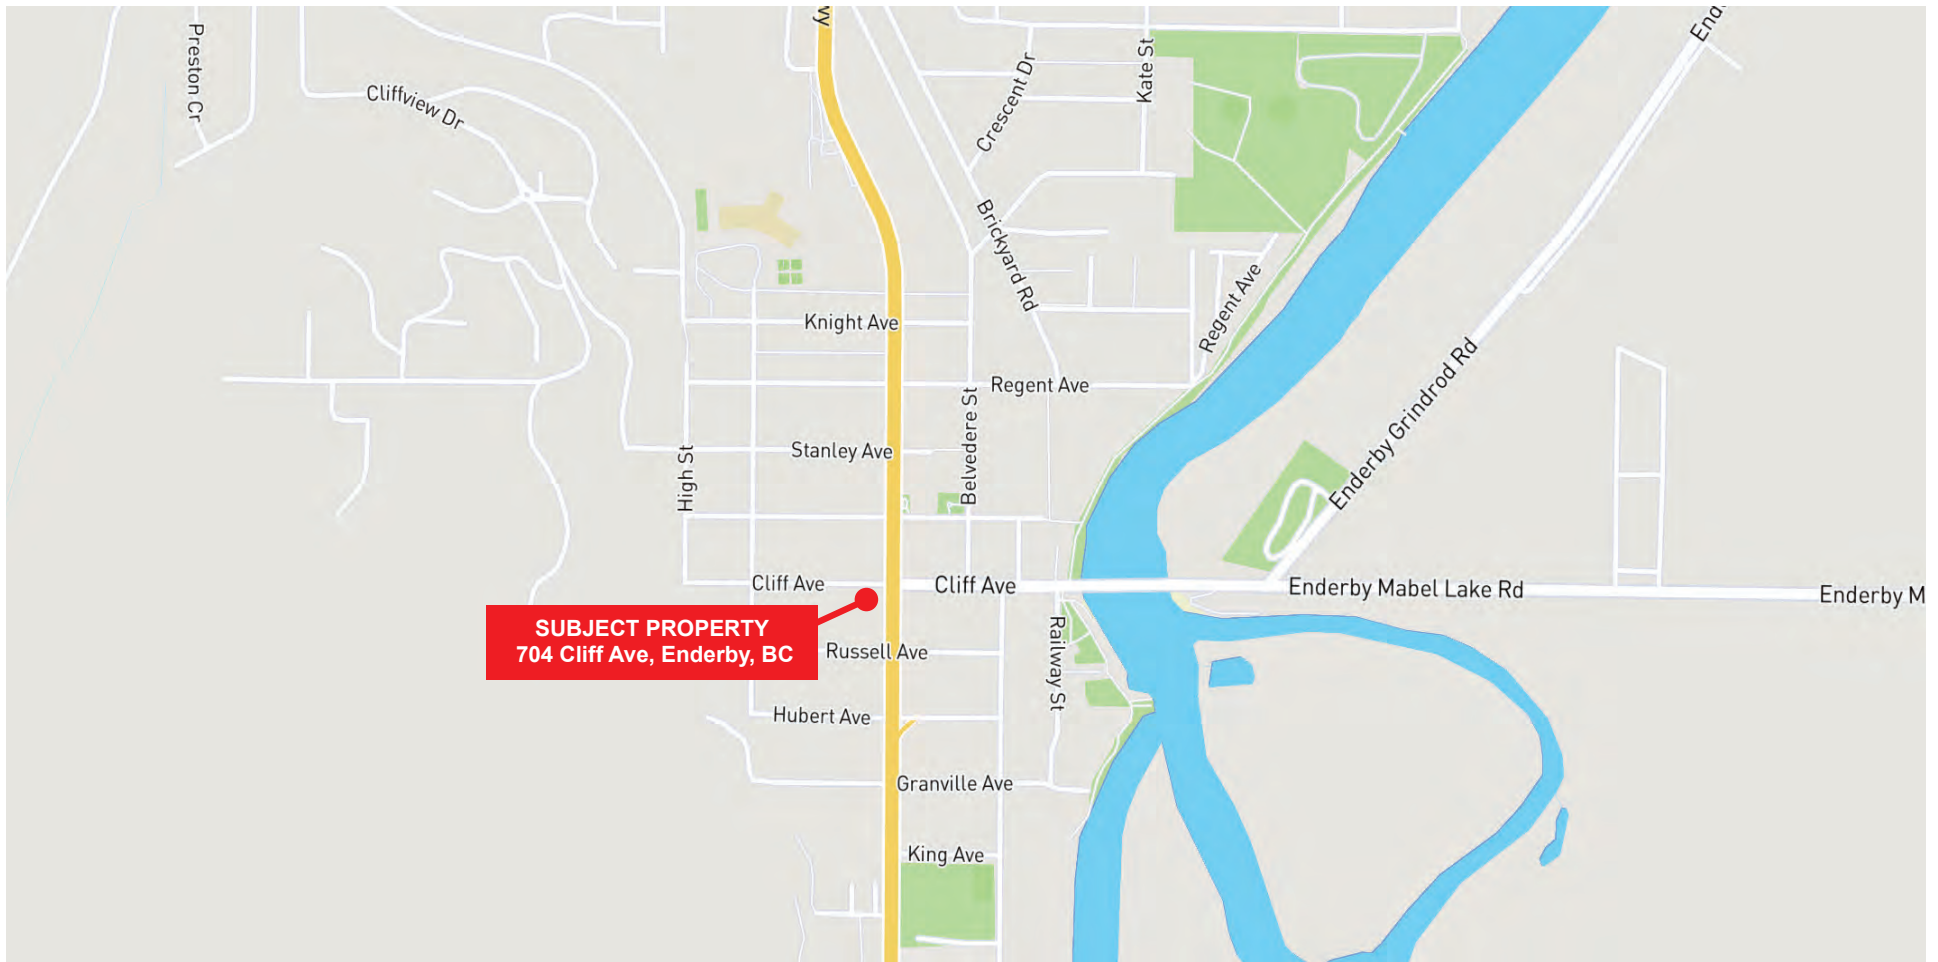 wy
End
Preston Cr
Cliffview Dr
Crescent Dr
Kate St
Brickyard Rd
Regent Ave
Knight Ave
Regent Ave
Enderby Grindrod Rd
Stanley Ave
High St
Belvedere St
Cliff Ave
Cliff Ave
Enderby Mabel Lake Rd
Enderby M
SUBJECT PROPERTY
704 Cliff Ave, Enderby, BC
Russell Ave
Railway St
Hubert Ave
Granville Ave
King Ave